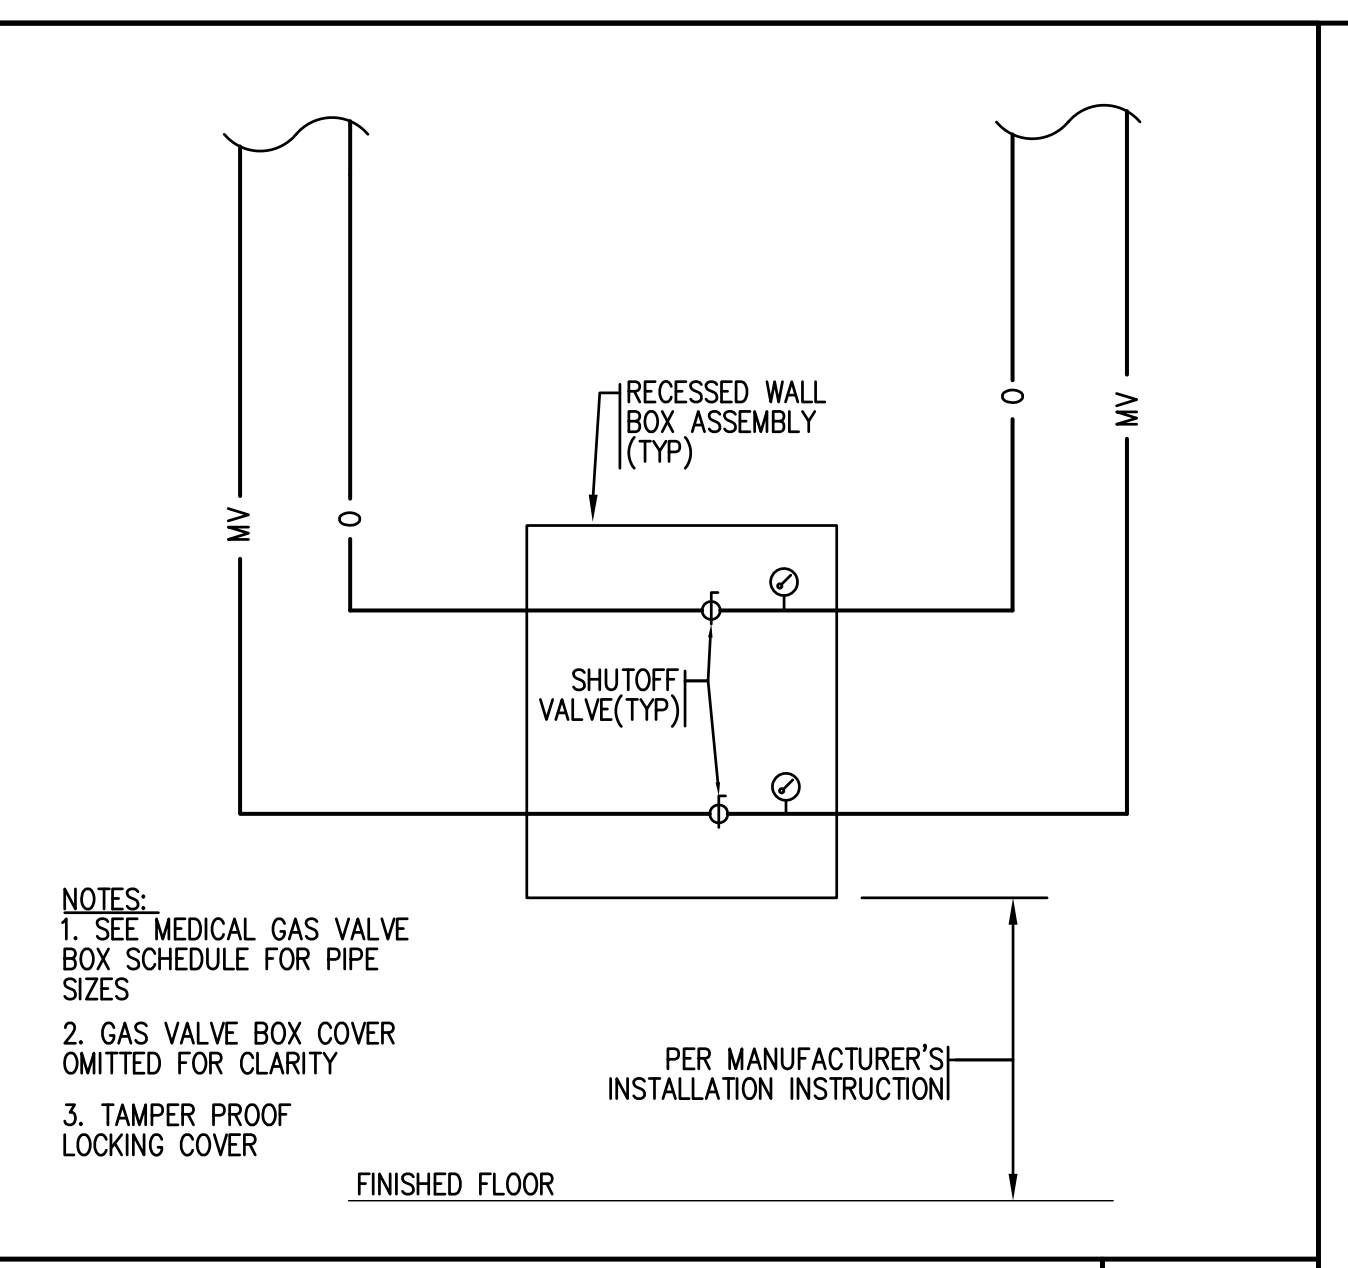 RECESSED WALL
BOX ASSEMBLY
(TYP)
O
MV
MV
O
SHUTOFF
VALVE(TYP)
NOTES:
1. SEE MEDICAL GAS VALVE
BOX SCHEDULE FOR PIPE
SIZES
2. GAS VALVE BOX COVER
OMITTED FOR CLARITY
3. TAMPER PROOF
LOCKING COVER
PER MANUFACTURER'S
INSTALLATION INSTRUCTION
FINISHED FLOOR